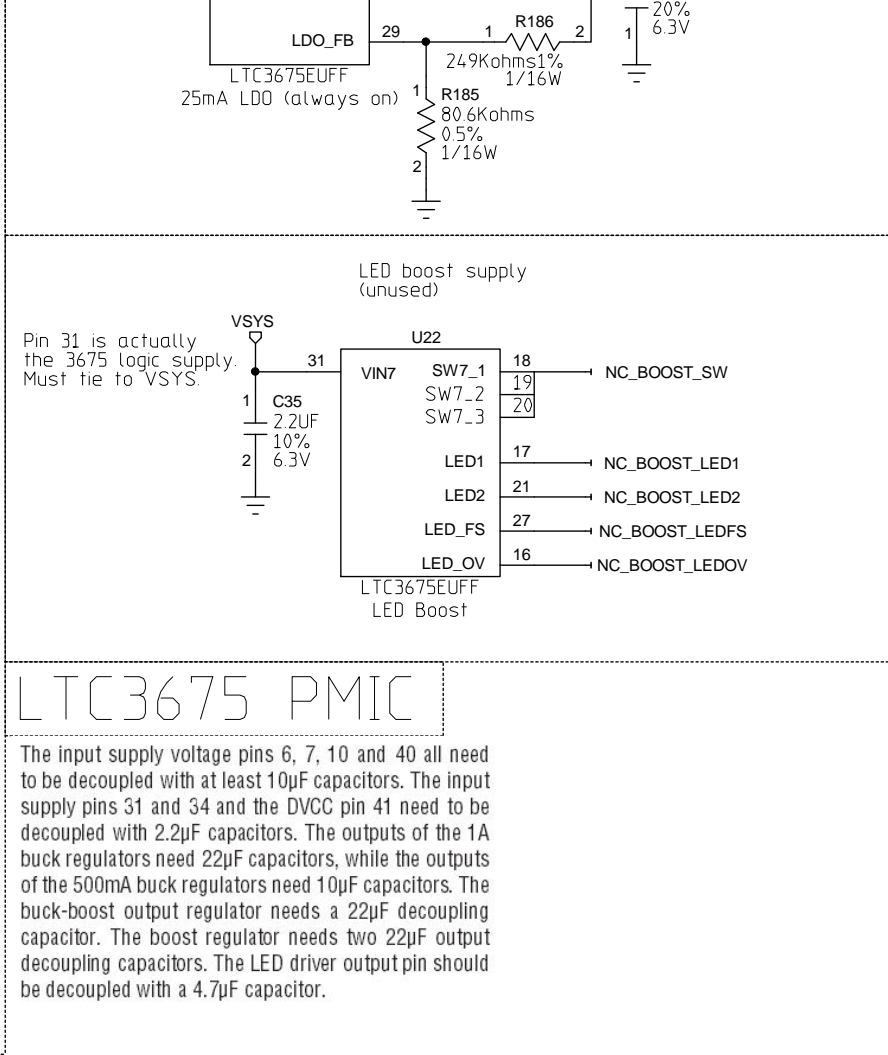 20%
6.3V
1
LDO_FB
29
1
R186
2
249Kohms1%
1/16W
LTC3675EUFF
25mA LDO (always on)
1
R185
80.6Kohms
0.5%
1/16W
2
LED boost supply
(unused)
Pin 31 is actually
the 3675 logic supply.
Must tie to VSYS.
VSYS
U22
31
VIN7
SW7_1
18
NC_BOOST_SW
SW7_2
19
SW7_3
20
1
C35
2.2UF
10%
6.3V
2
LED1
17
NC_BOOST_LED1
LED2
21
NC_BOOST_LED2
LED_FS
27
NC_BOOST_LEDFS
LED_OV
16
NC_BOOST_LEDOV
LTC3675EUFF
LED Boost
LTC3675 PMIC
The input supply voltage pins 6, 7, 10 and 40 all need
to be decoupled with at least 10µF capacitors. The input
supply pins 31 and 34 and the DVCC pin 41 need to be
decoupled with 2.2µF capacitors. The outputs of the 1A
buck regulators need 22µF capacitors, while the outputs
of the 500mA buck regulators need 10µF capacitors. The
buck-boost output regulator needs a 22µF decoupling
capacitor. The boost regulator needs two 22µF output
decoupling capacitors. The LED driver output pin should
be decoupled with a 4.7µF capacitor.